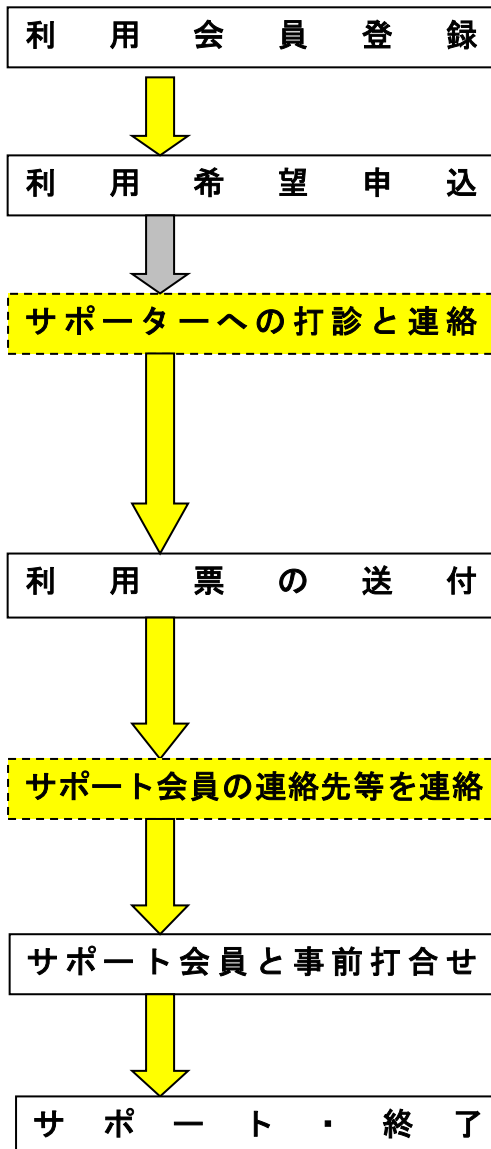 利用会員登録
利用希望申込
サポーターへの打診と連絡
利用票の送付
サポート会員の連絡先等を連絡
サポート会員と事前打合せ
サポート・終了